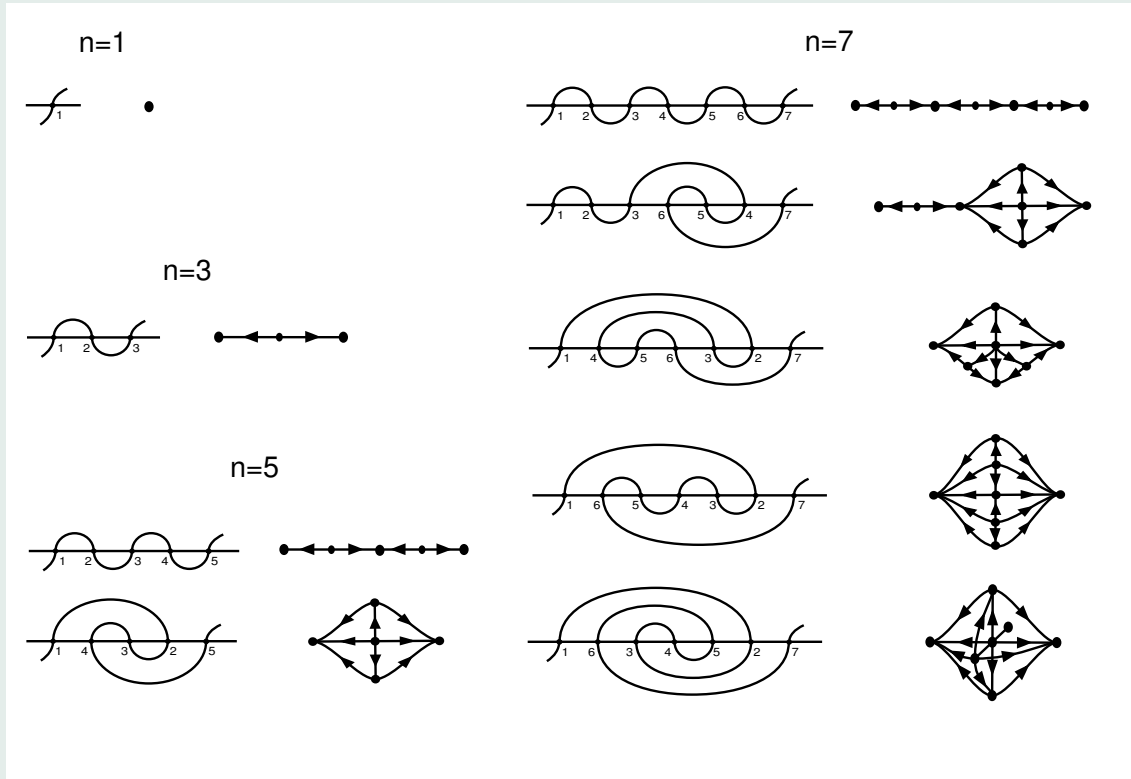 n=1
1
n=3
1 2 3
n=5
1 2 3 4 5
1 4 3 2 5
n=7
1 2 3 4 5 6 7
1 2 3 6 5 4 7
1 4 5 6 3 2 7
1 6 5 4 3 2 7
1 6 3 4 5 2 7